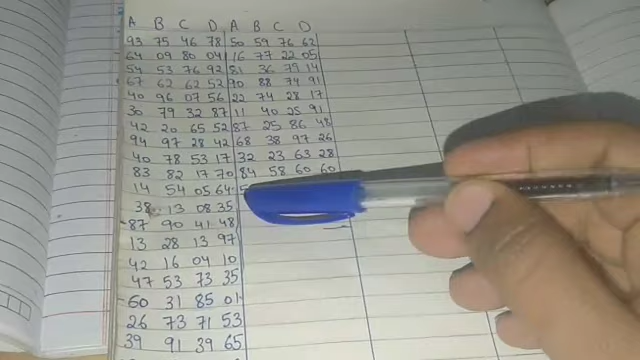 A B C D A B C D
93 75 46 78 50 59 76 62
64 09 80 04 16 77 22 05
54 53 76 92 81 36 79 14
67 62 62 52 90 88 74 91
40 96 07 56 22 74 28 17
30 79 32 87 11 40 25 91
42 20 65 52 87 25 86 48
94 97 28 42 68 38 97 26
40 78 53 17 32 23 63 28
83 82 17 70 84 58 60 60
14 54 05 64
38 13 08 35
87 90 41 48
13 28 13 97
42 16 04 10
47 53 73 35
60 31 85 01
26 73 71 53
39 91 39 65